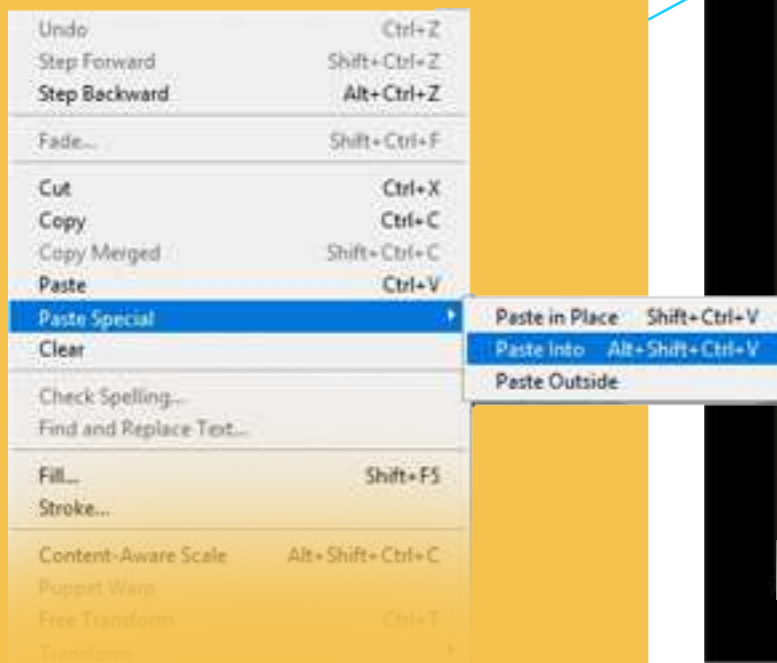 Undo Ctrl+Z
Step Forward Shift+Ctrl+Z
Step Backward Alt+Ctrl+Z
Fade... Shift+Ctrl+F
Cut Ctrl+X
Copy Ctrl+C
Copy Merged Shift+Ctrl+C
Paste Ctrl+V
Paste Special
Paste in Place Shift+Ctrl+V
Paste Into Alt+Shift+Ctrl+V
Paste Outside
Clear
Check Spelling...
Find and Replace Text...
Fill... Shift+F5
Stroke...
Content-Aware Scale Alt+Shift+Ctrl+C
Puppet Warp
Free Transform Ctrl+T
Transform